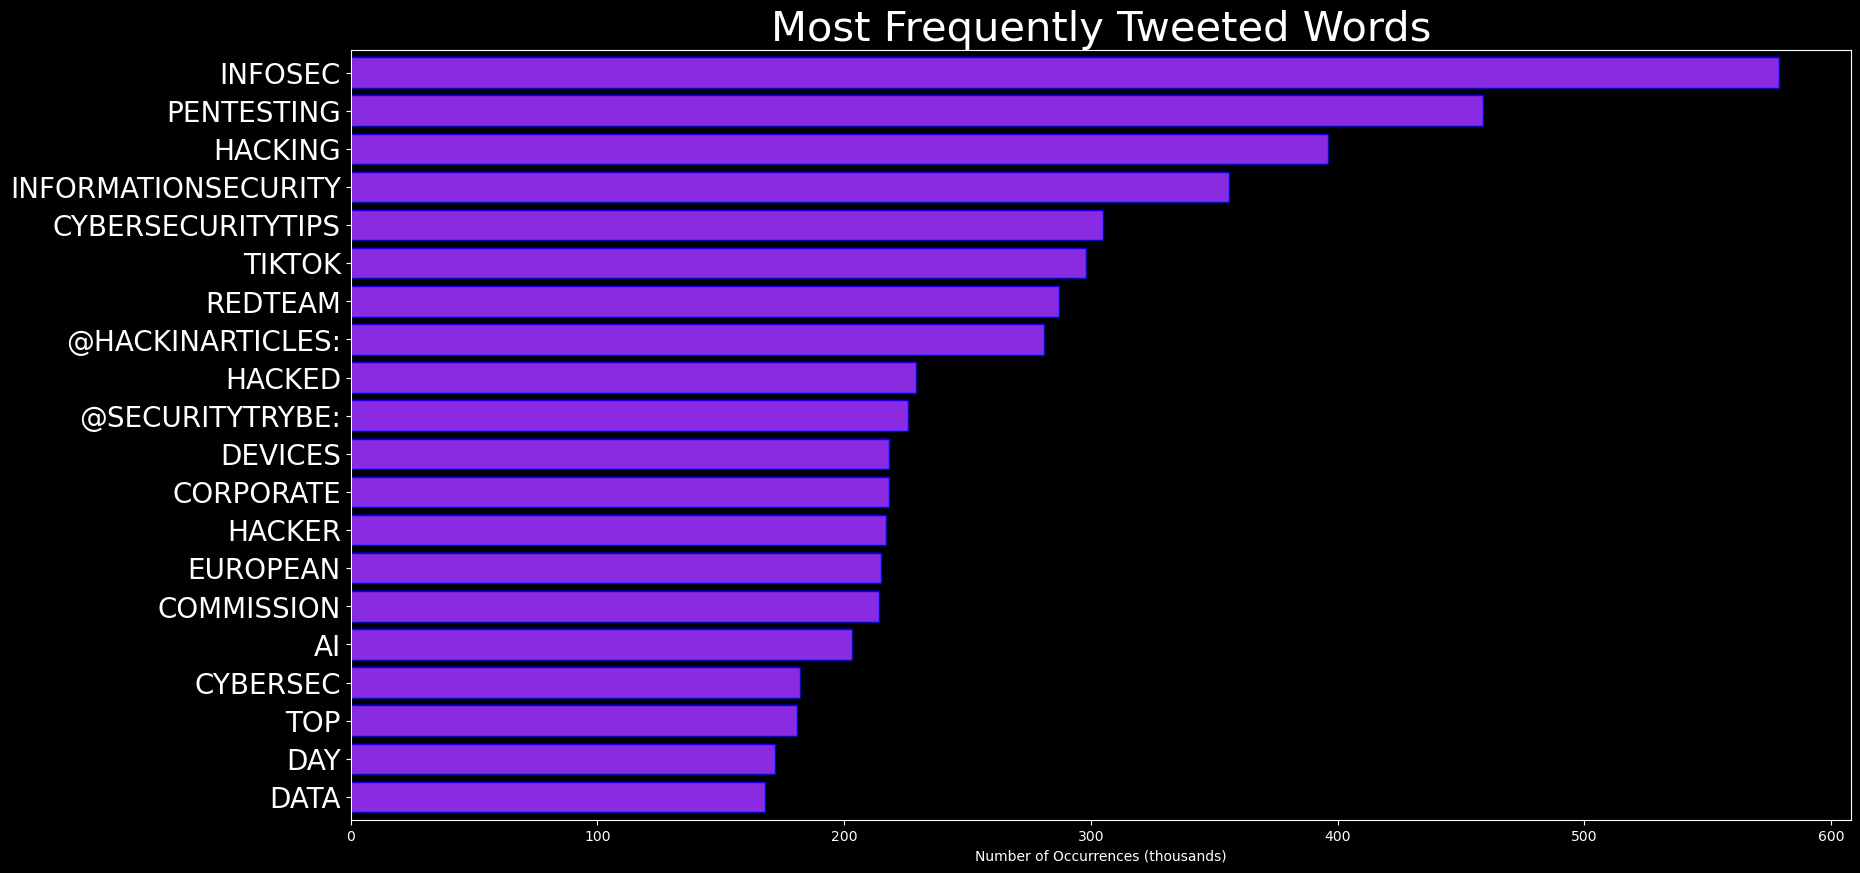 Most Frequently Tweeted Words
INFOSEC
PENTESTING
HACKING
INFORMATIONSECURITY
CYBERSECURITYTIPS
TIKTOK
REDTEAM
@HACKINARTICLES:
HACKED
@SECURITYTRYBE:
DEVICES
CORPORATE
HACKER
EUROPEAN
COMMISSION
AI
CYBERSEC
TOP
DAY
DATA
0 100 200 300 400 500 600
Number of Occurrences (thousands)